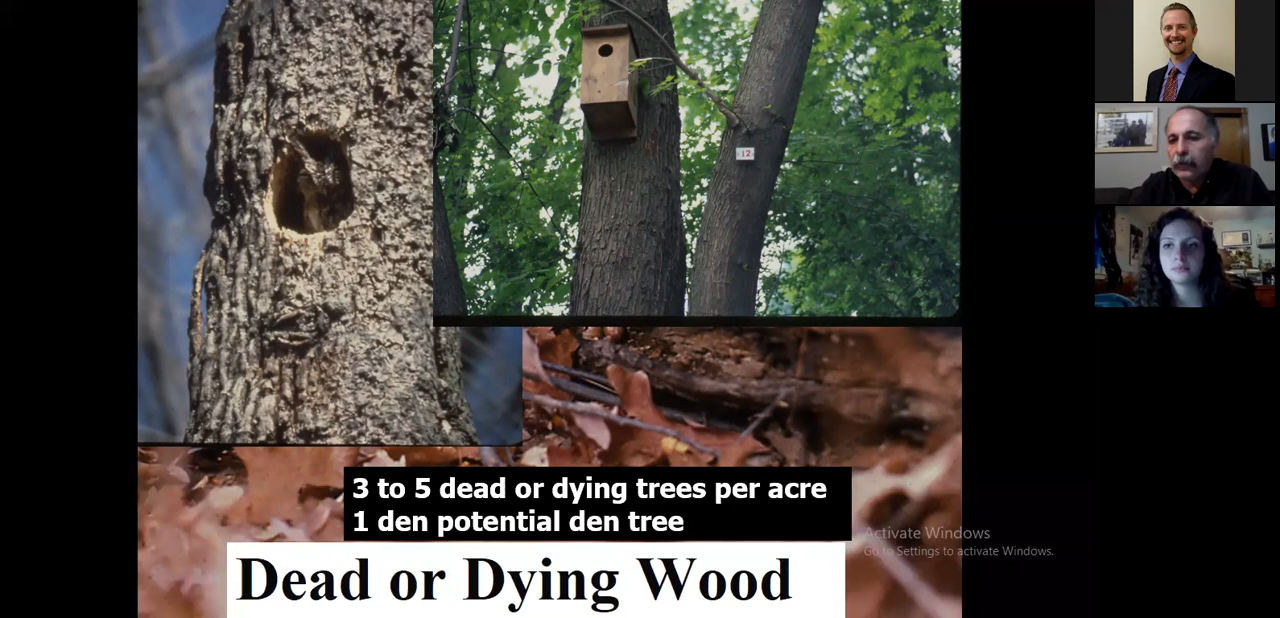 12
3 to 5 dead or dying trees per acre
1 den potential den tree
Activate Windows
Go to Settings to activate Windows.
Dead or Dying Wood